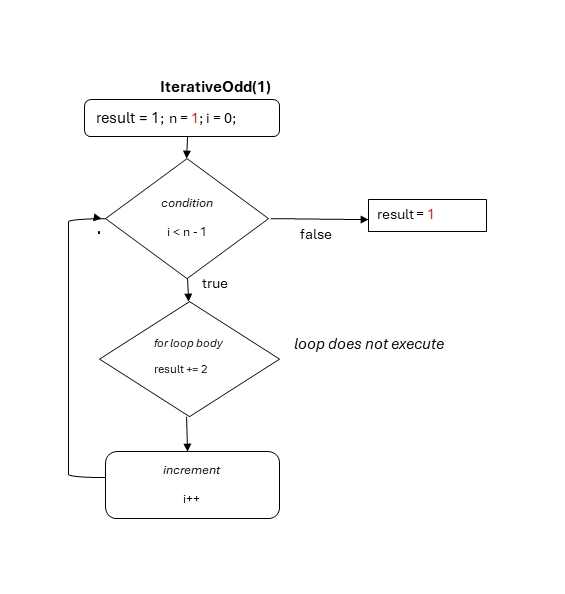 IterativeOdd(1)
result = 1; n = 1; i = 0;
condition
i < n - 1
result = 1
false
true
for loop body
result += 2
loop does not execute
increment
i++